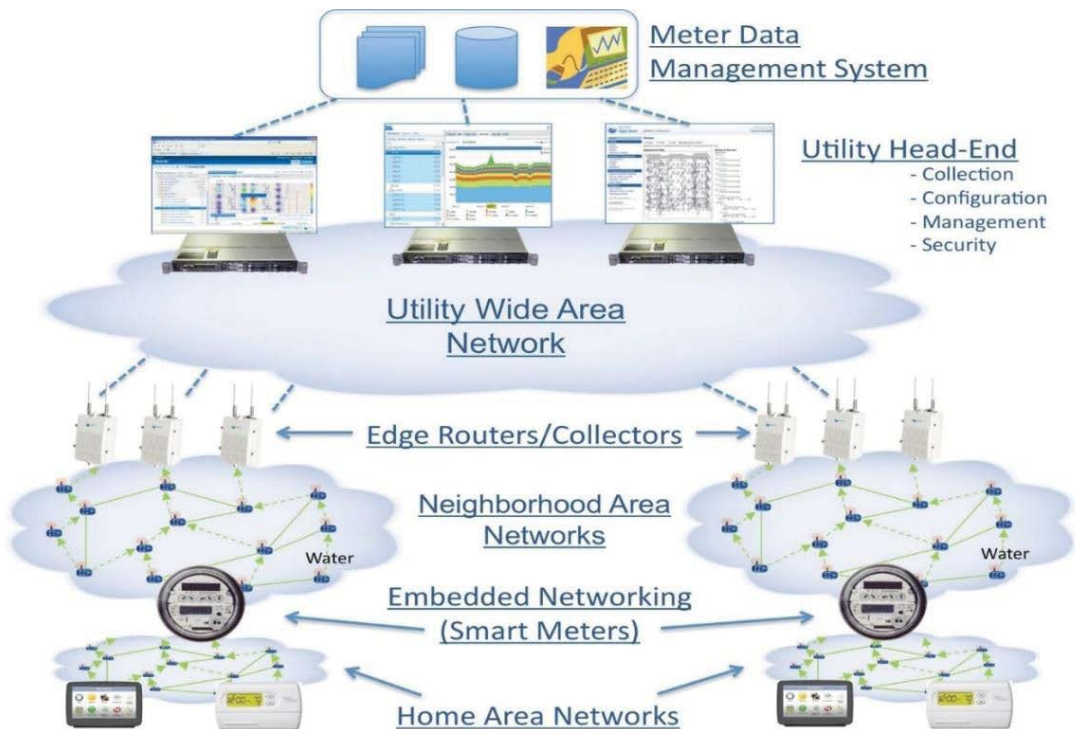 Meter Data
Management System
Utility Head-End
- Collection
- Configuration
- Management
- Security
Utility Wide Area
Network
Edge Routers/Collectors
Neighborhood Area
Networks
Water
Water
Embedded Networking
(Smart Meters)
Home Area Networks